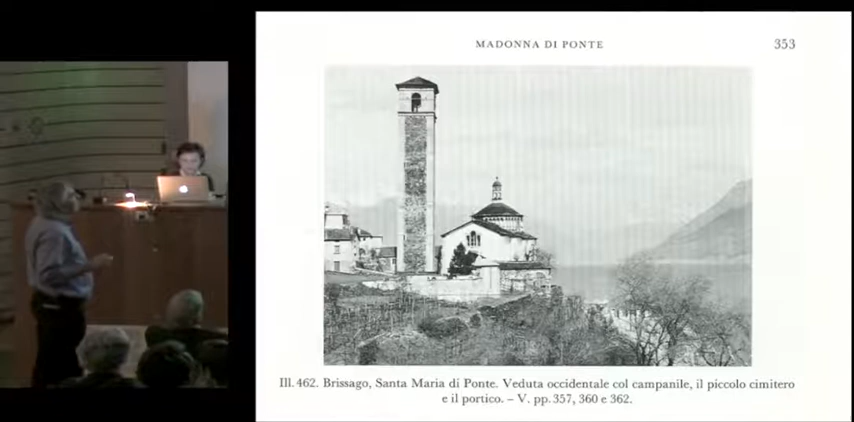 MADONNA DI PONTE
353
Ill. 462. Brissago, Santa Maria di Ponte. Veduta occidentale col campanile, il piccolo cimitero
e il portico. – V. pp. 357, 360 e 362.